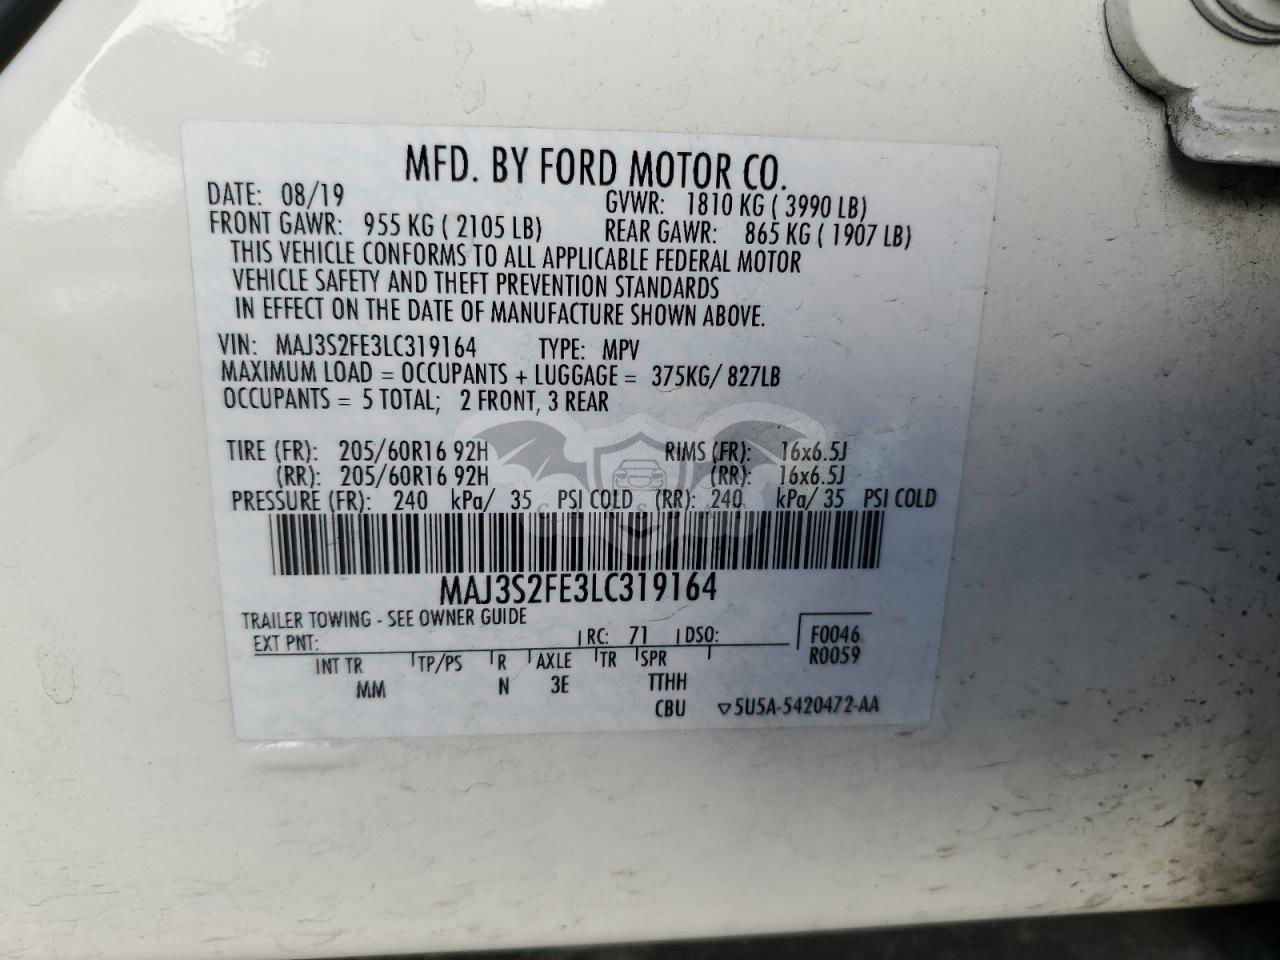 MFD. BY FORD MOTOR CO.
DATE: 08/19 GVWR: 1810 KG ( 3990 LB)
FRONT GAWR: 955 KG ( 2105 LB) REAR GAWR: 865 KG ( 1907 LB)
THIS VEHICLE CONFORMS TO ALL APPLICABLE FEDERAL MOTOR
VEHICLE SAFETY AND THEFT PREVENTION STANDARDS
IN EFFECT ON THE DATE OF MANUFACTURE SHOWN ABOVE.
VIN: MAJ3S2FE3LC319164 TYPE: MPV
MAXIMUM LOAD = OCCUPANTS + LUGGAGE = 375KG/ 827LB
OCCUPANTS = 5 TOTAL; 2 FRONT, 3 REAR
TIRE (FR): 205/60R16 92H RIMS (FR): 16x6.5J
(RR): 205/60R16 92H (RR): 16x6.5J
PRESSURE (FR): 240 kPa/ 35 PSI COLD (RR): 240 kPa/ 35 PSI COLD
MAJ3S2FE3LC319164
TRAILER TOWING - SEE OWNER GUIDE
EXT PNT: RC: 71 DSO: F0046
INT TR TP/PS R AXLE TR SPR R0059
MM N 3E TTHH
CBU ▽5U5A-5420472-AA